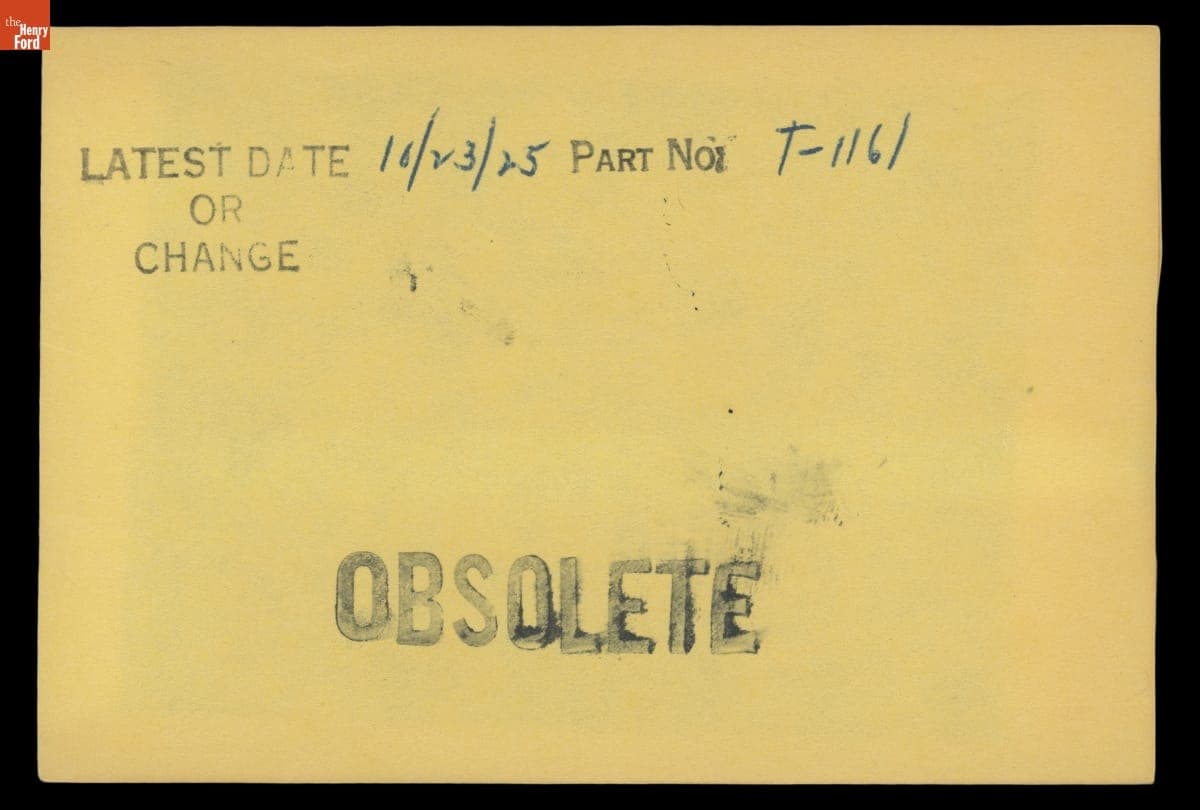 the
Henry
Ford
LATEST DATE 10/23/25 PART NO. T-1161
OR
CHANGE
OBSOLETE